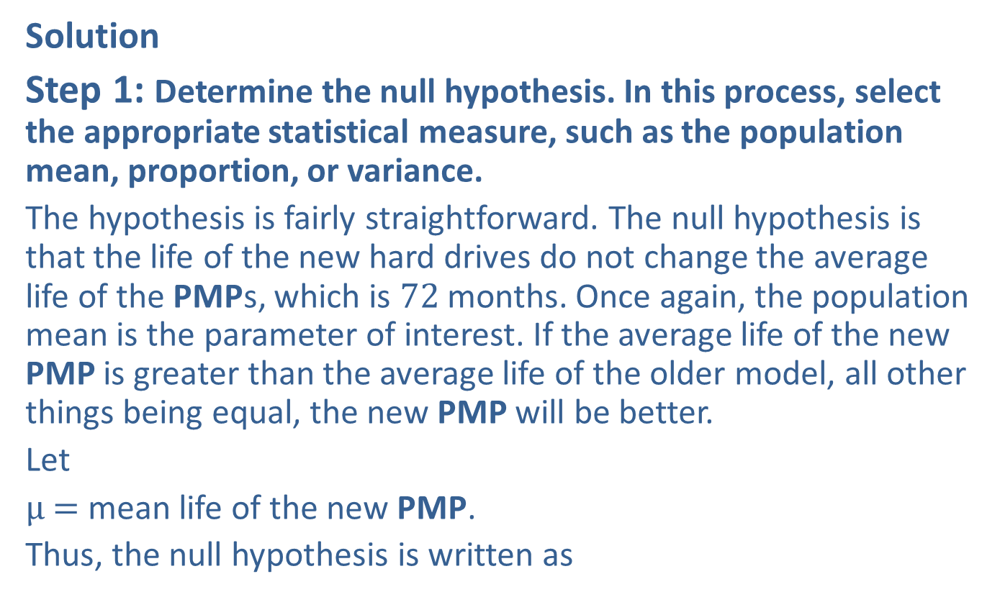 Solution
Step 1: Determine the null hypothesis. In this process, select
the appropriate statistical measure, such as the population
mean, proportion, or variance.
The hypothesis is fairly straightforward. The null hypothesis is
that the life of the new hard drives do not change the average
life of the PMPs, which is 72 months. Once again, the population
mean is the parameter of interest. If the average life of the new
PMP is greater than the average life of the older model, all other
things being equal, the new PMP will be better.
Let
μ = mean life of the new PMP.
Thus, the null hypothesis is written as